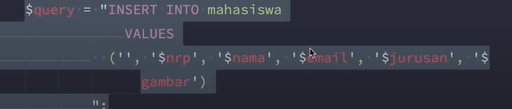 $query = "INSERT INTO mahasiswa
VALUES
('', '$nrp', '$nama', '$email', '$jurusan', '$
gambar')
";